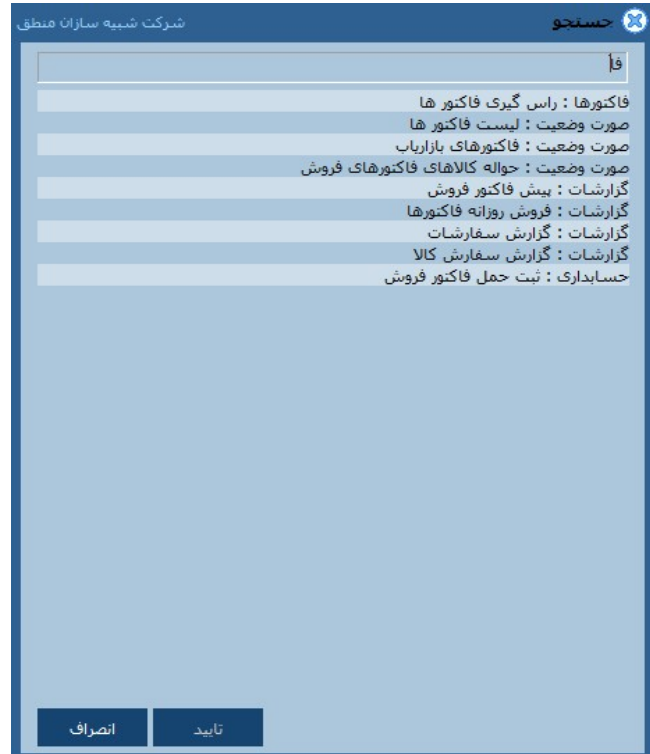 جستجو
شرکت شبیه سازان منطق
فا
فاکتورها : راس گیری فاکتور ها
صورت وضعیت : لیست فاکتور ها
صورت وضعیت : فاکتورهای بازاریاب
صورت وضعیت : حواله کالاهای فاکتورهای فروش
گزارشات : پیش فاکتور فروش
گزارشات : فروش روزانه فاکتورها
گزارشات : گزارش سفارشات
گزارشات : گزارش سفارش کالا
حسابداری : ثبت حمل فاکتور فروش
تایید
انصراف